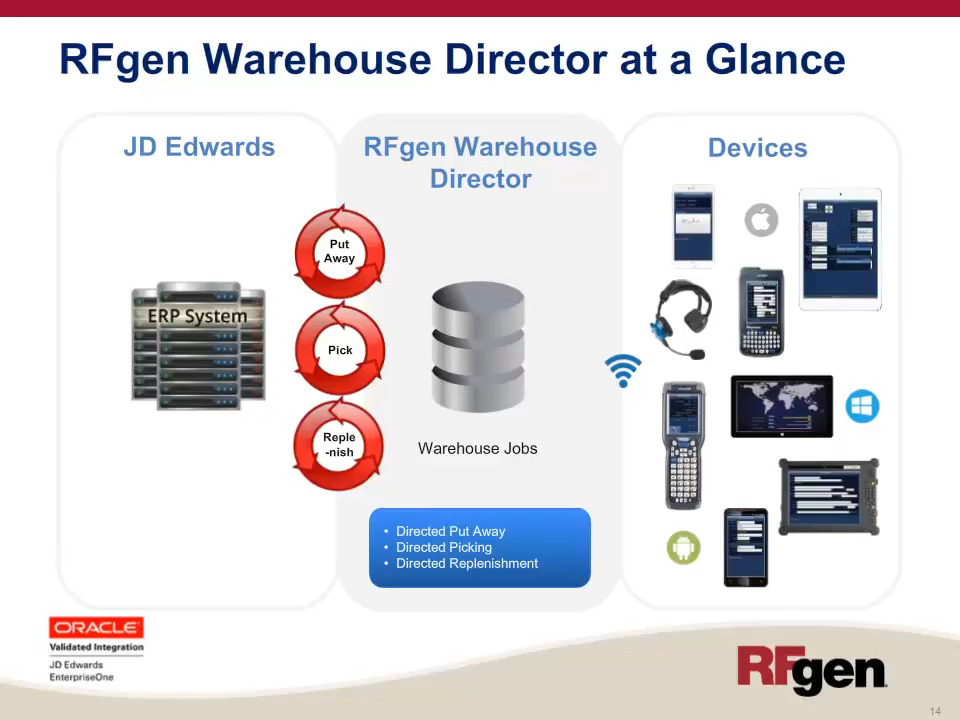 RFgen Warehouse Director at a Glance
JD Edwards
RFgen Warehouse
Director
Devices
Put
Away
ERP System
Pick
Reple
-nish
Warehouse Jobs
• Directed Put Away
• Directed Picking
• Directed Replenishment
ORACLE
Validated Integration
JD Edwards
EnterpriseOne
RFgen
14